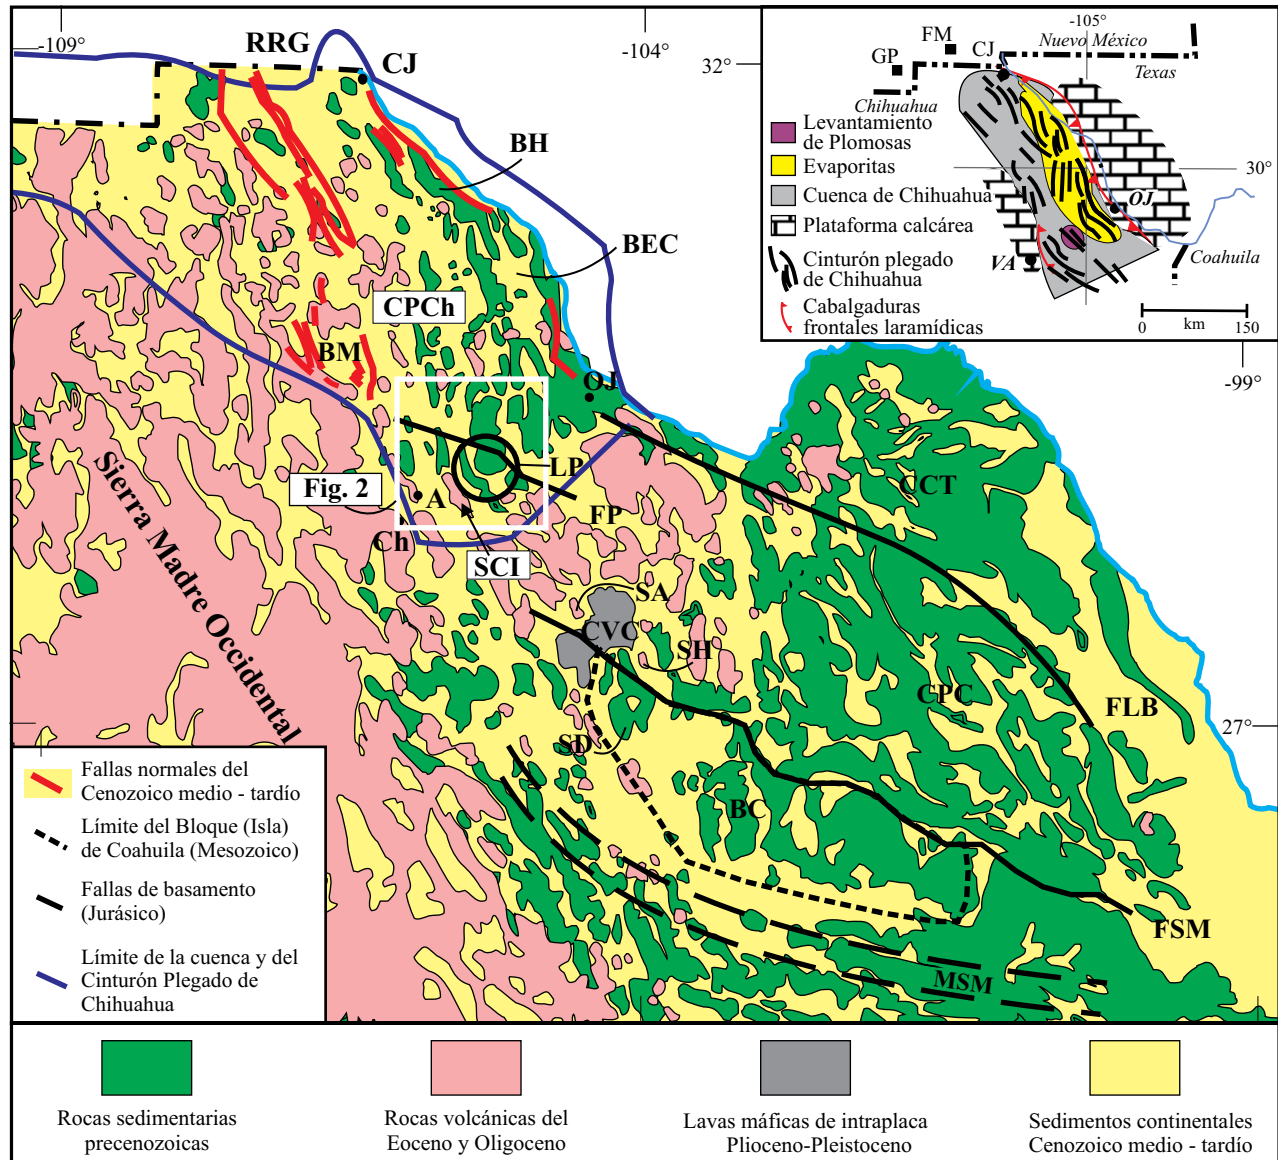 -109
RRG
CJ
-104
32°
BH
BEC
CPCh
BM
OJ
-99
Sierra Madre Occidental
Fig. 2
A
LP
FP
Ch
SCI
CCT
SA
CVC
SH
SD
CPC
FLB
27°
BC
FSM
MSM
-105
FM
Nuevo México
GP
CJ
Texas
Chihuahua
Levantamiento
de Plomosas
Evaporitas
30°
Cuenca de Chihuahua
OJ
Plataforma calcárea
Cinturón plegado
de Chihuahua
VA
Coahuila
Cabalgaduras
frontales laramídicas
0 km 150
Fallas normales del
Cenozoico medio - tardío
Límite del Bloque (Isla)
de Coahuila (Mesozoico)
Fallas de basamento
(Jurásico)
Límite de la cuenca y del
Cinturón Plegado de
Chihuahua
Rocas sedimentarias
precenozoicas
Rocas volcánicas del
Eoceno y Oligoceno
Lavas máficas de intraplaca
Plioceno-Pleistoceno
Sedimentos continentales
Cenozoico medio - tardío